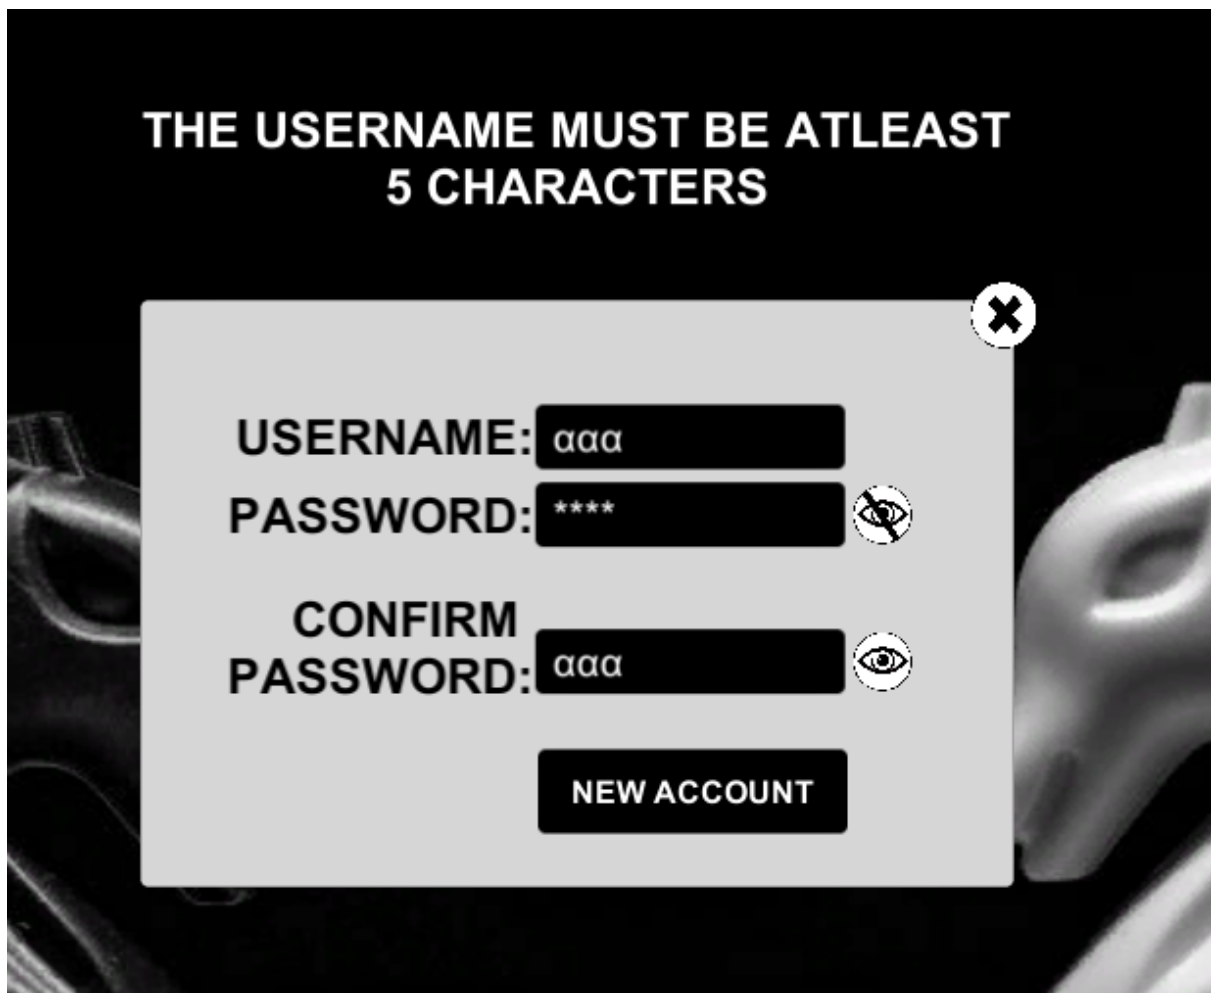 THE USERNAME MUST BE ATLEAST
5 CHARACTERS
USERNAME: ααα
PASSWORD: ****
CONFIRM
PASSWORD: ααα
NEW ACCOUNT